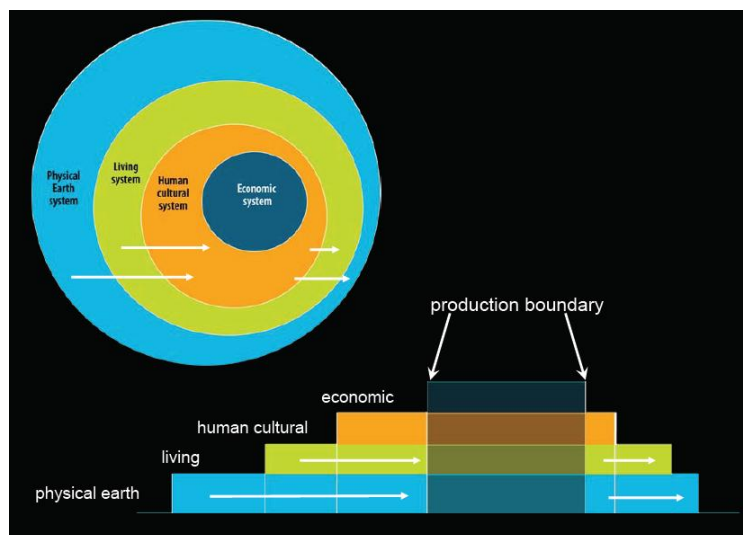 Physical
Earth
system
Living
system
Human
cultural
system
Economic
system
production boundary
economic
human cultural
living
physical earth